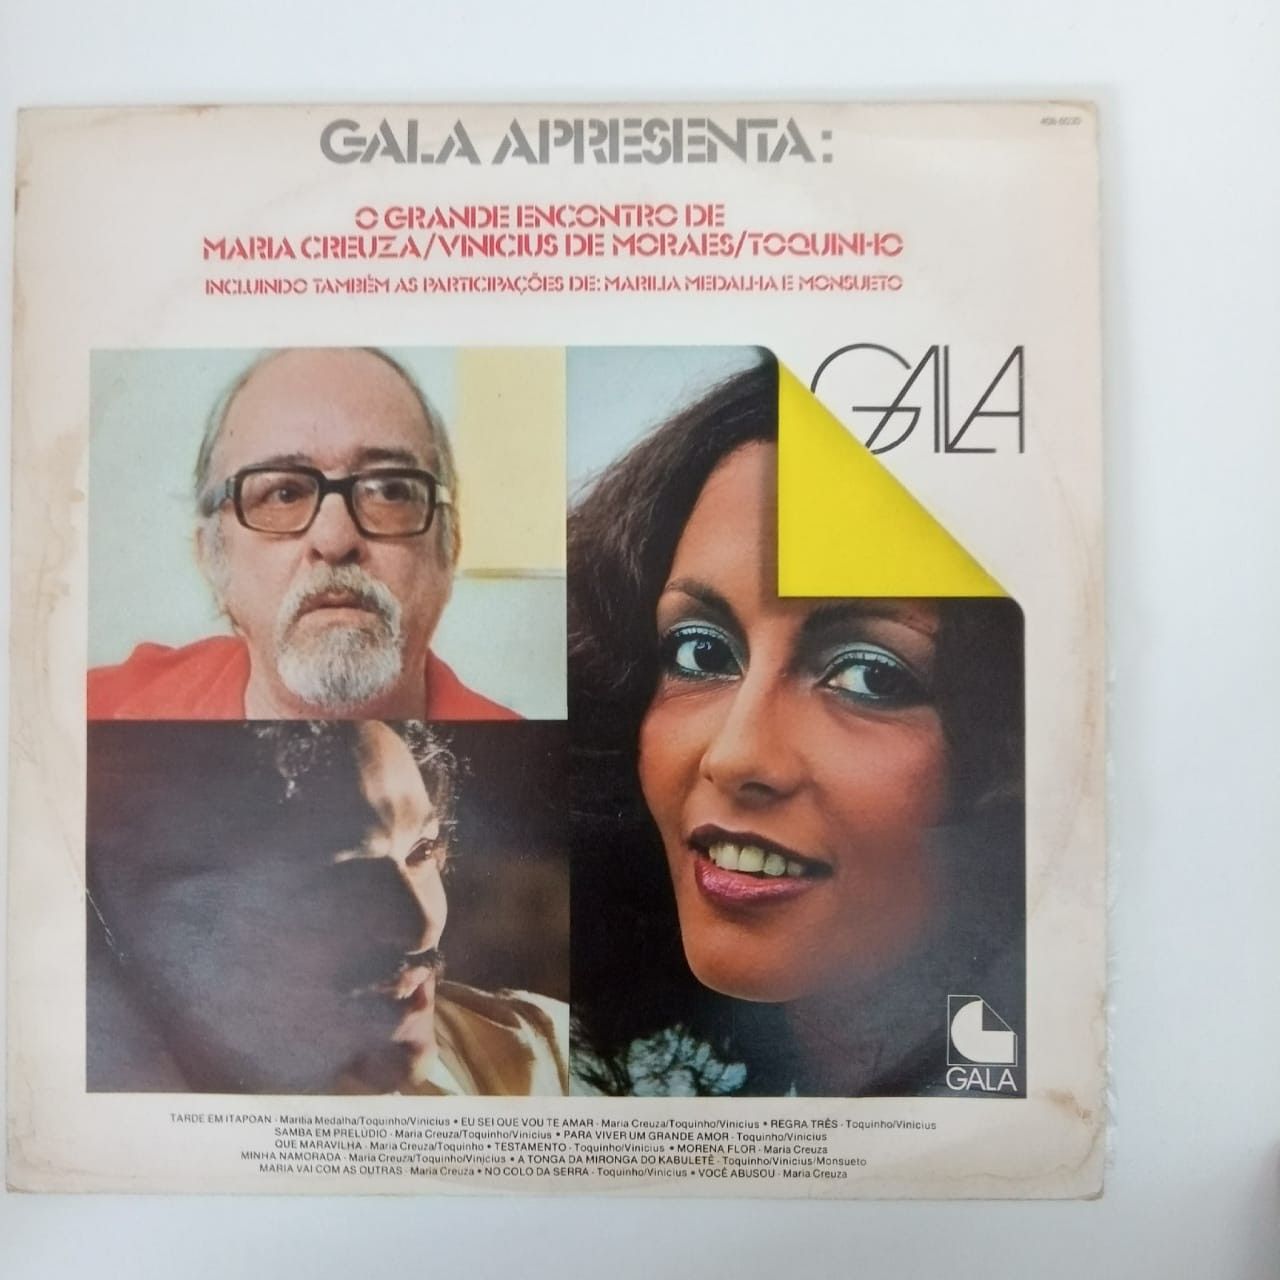 GALA APRESENTA:
406.0030
O GRANDE ENCONTRO DE
MARIA CREUZA/VINICIUS DE MORAES/TOQUINHO
INCLUINDO TAMBÉM AS PARTICIPAÇÕES DE: MARILIA MEDALHA E MONSUETO
GALA
GALA
TARDE EM ITAPOAN - Marilia Medalha/Toquinho/Vinicius • EU SEI QUE VOU TE AMAR - Maria Creuza/Toquinho/Vinicius • REGRA TRÊS - Toquinho/Vinicius
SAMBA EM PRELÚDIO - Maria Creuza/Toquinho/Vinicius • PARA VIVER UM GRANDE AMOR - Toquinho/Vinicius
QUE MARAVILHA - Maria Creuza/Toquinho • TESTAMENTO - Toquinho/Vinicius • MORENA FLOR - Maria Creuza
MINHA NAMORADA - Maria Creuza/Toquinho/Vinicius • A TONGA DA MIRONGA DO KABULETÊ - Toquinho/Vinicius/Monsueto
MARIA VAI COM AS OUTRAS - Maria Creuza • NO COLO DA SERRA - Toquinho/Vinicius • VOCÊ ABUSOU - Maria Creuza